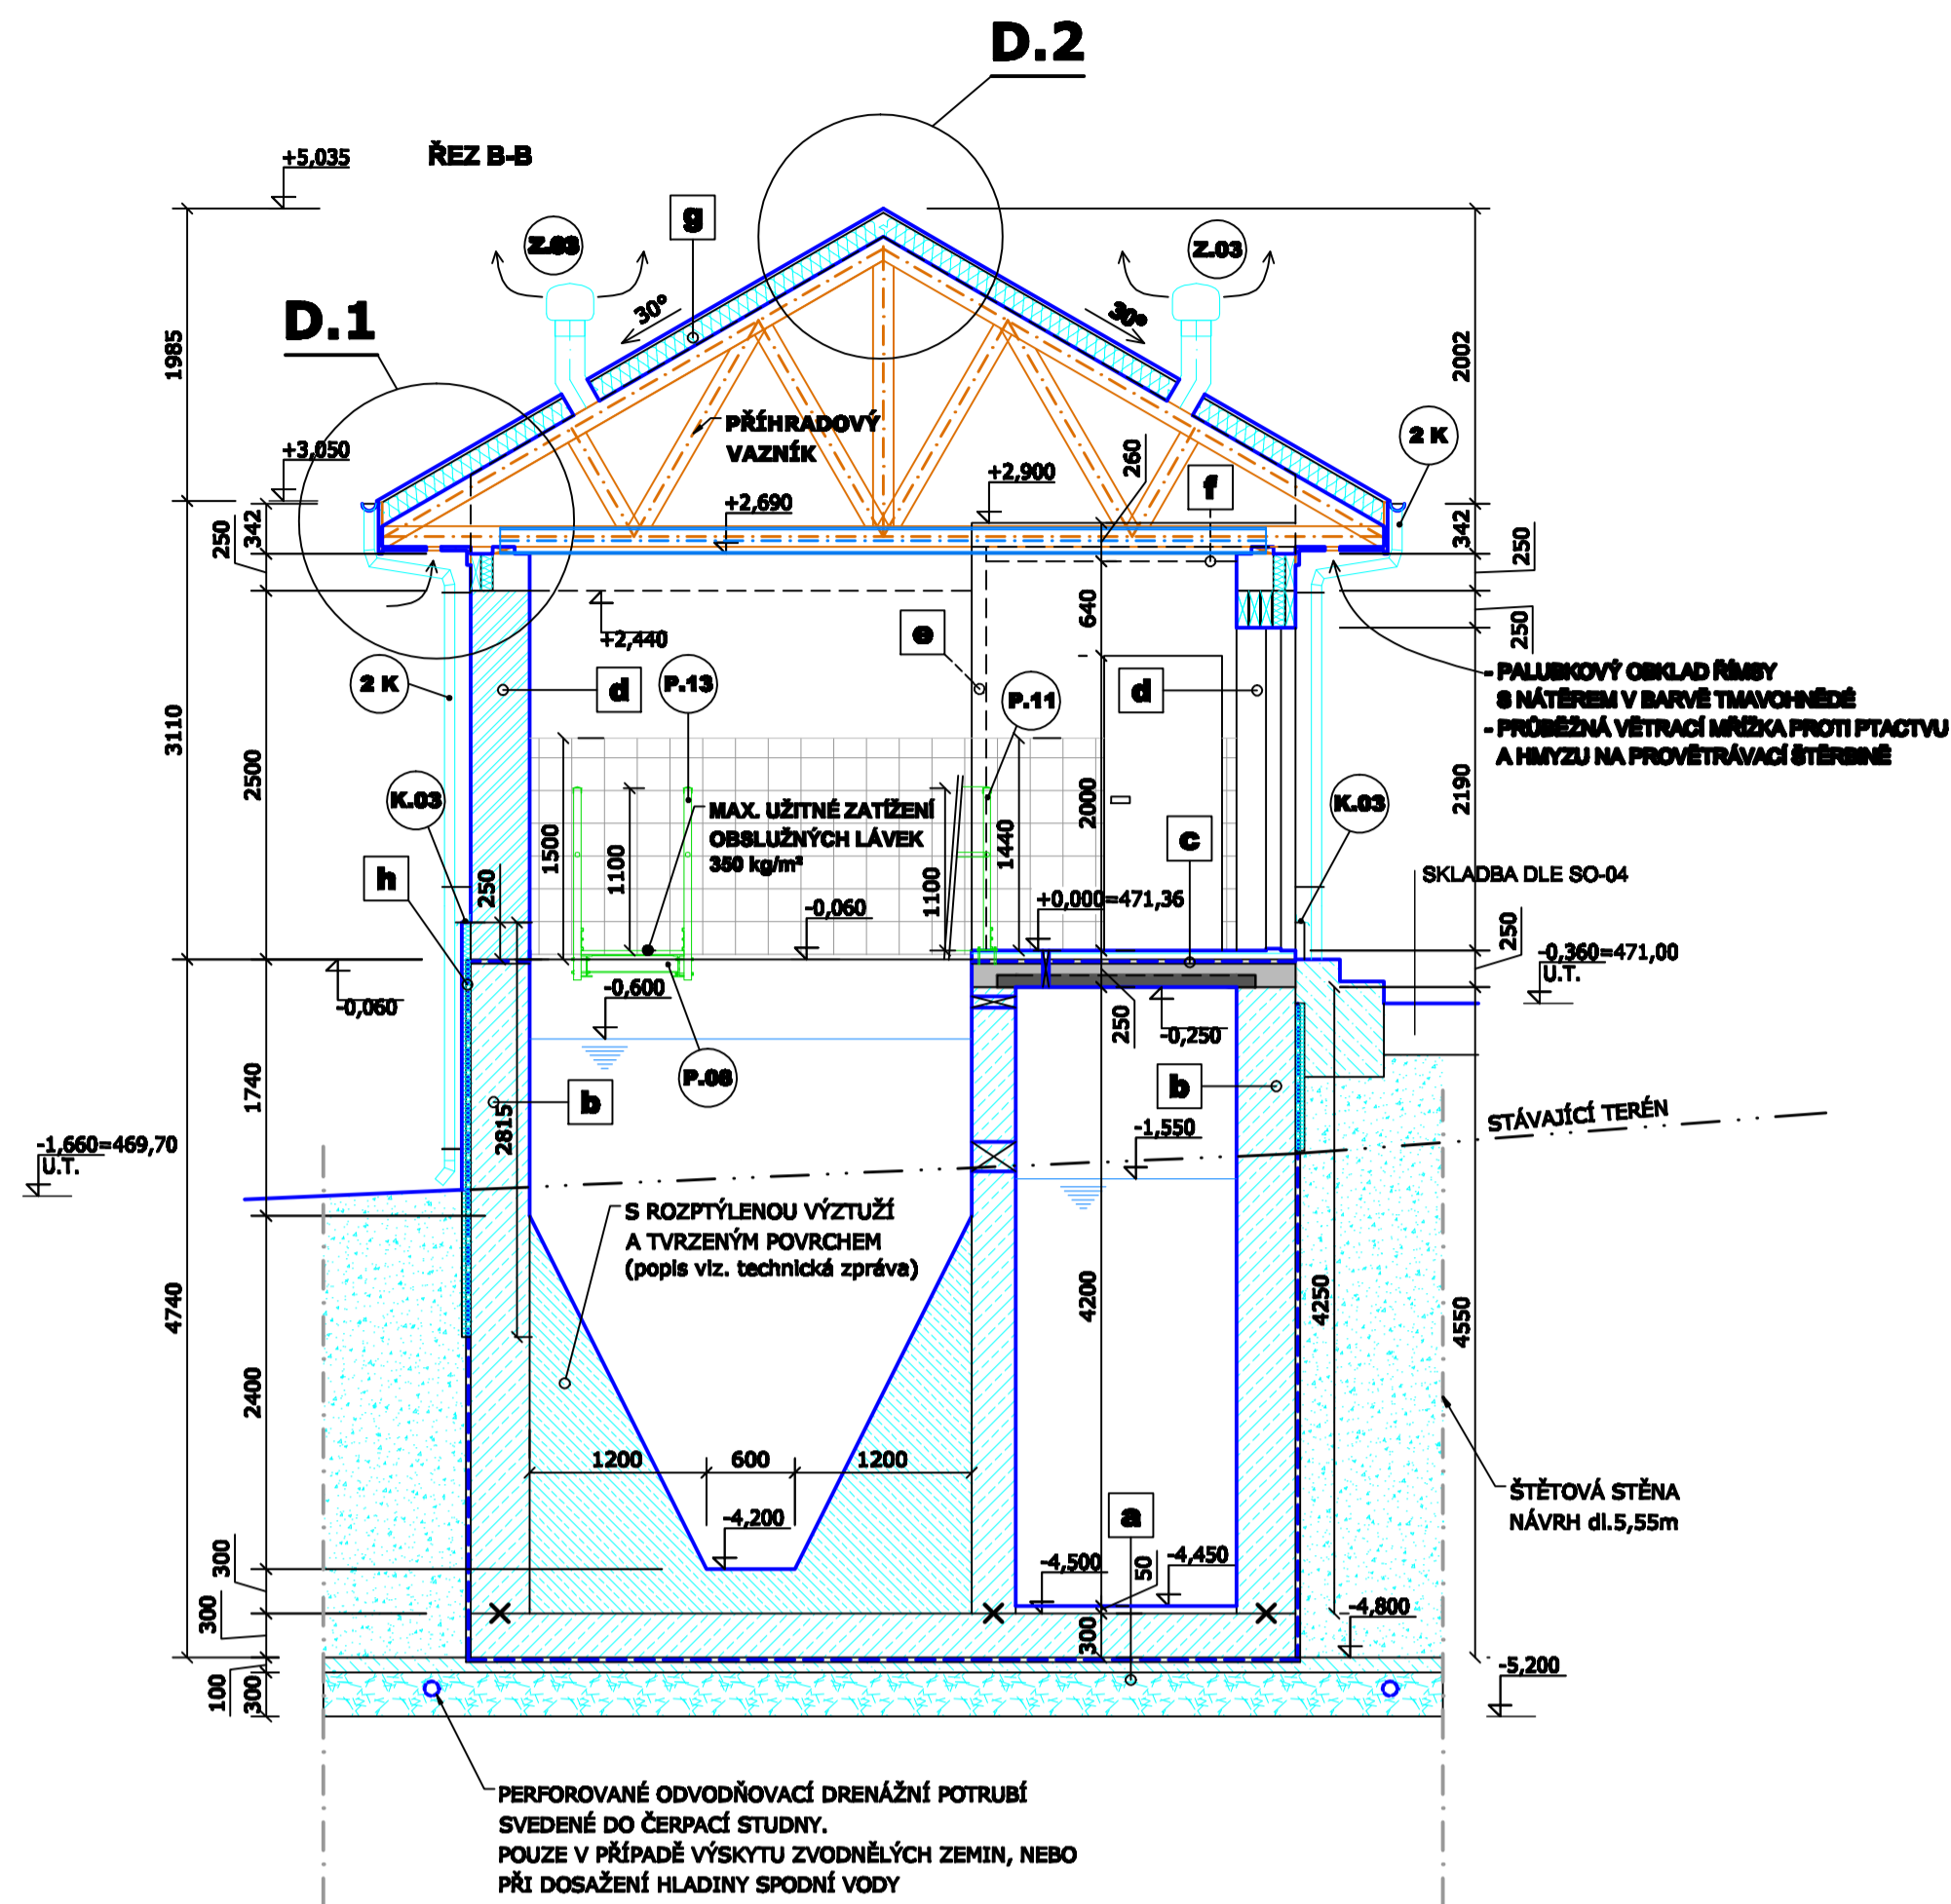 D.2
ŘEZ B-B
+5,035
g
Z.03
Z.03
D.1
30°
30°
1985
2002
PŘÍHRADOVÝ
VAZNÍK
2 K
+3,050
+2,900
260
f
+2,690
250
342
342
250
+2,440
e
640
250
2 K
d
P.13
P.11
d
- PALUBKOVÝ OBKLAD ŘÍMSY
S NÁTĚREM V BARVĚ TMAVOHNĚDÉ
- PRŮBĚŽNÁ VĚTRACÍ MŘÍŽKA PROTI PTACTVU
A HMYZU NA PROVĚTRÁVACÍ ŠTĚRBINĚ
3110
2500
K.03
K.03
2190
MAX. UŽITNÉ ZATÍŽENÍ
OBSLUŽNÝCH LÁVEK
350 kg/m²
1500
1100
1100
1440
2000
c
h
250
SKLADBA DLE SO-04
-0,060
+0,000=471,36
250
-0,360=471,00
U.T.
-0,060
-0,600
250
-0,250
P.08
b
b
1740
2815
-1,550
STÁVAJÍCÍ TERÉN
-1,660=469,70
U.T.
S ROZPTÝLENOU VÝZTUŽÍ
A TVRZENÝM POVRCHEM
(popis viz. technická zpráva)
4740
4200
4250
4550
2400
1200
600
1200
ŠTĚTOVÁ STĚNA
NÁVRH dl.5,55m
-4,200
a
300
-4,500
50
-4,450
300
300
-4,800
100
300
-5,200
PERFOROVANÉ ODVODŇOVACÍ DRENÁŽNÍ POTRUBÍ
SVEDENÉ DO ČERPACÍ STUDNY.
POUZE V PŘÍPADĚ VÝSKYTU ZVODNĚLÝCH ZEMIN, NEBO
PŘI DOSAŽENÍ HLADINY SPODNÍ VODY